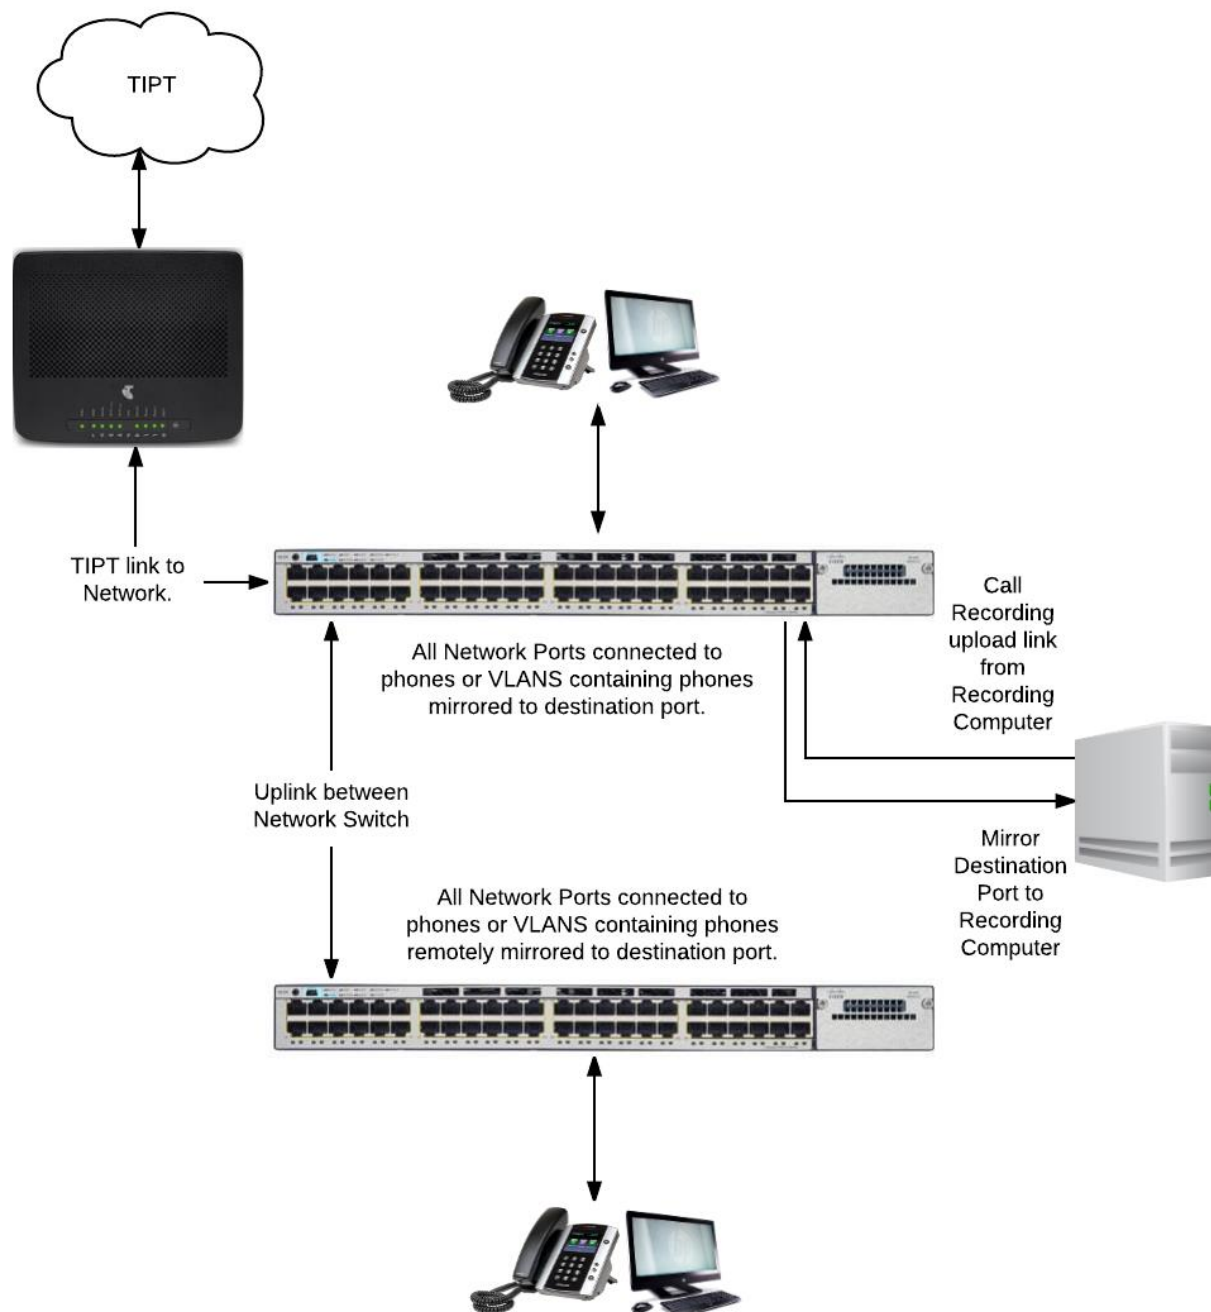 TIPT
TIPT link to
Network.
All Network Ports connected to
phones or VLANS containing phones
mirrored to destination port.
Call
Recording
upload link
from
Recording
Computer
Uplink between
Network Switch
Mirror
Destination
Port to
Recording
Computer
All Network Ports connected to
phones or VLANS containing phones
remotely mirrored to destination port.